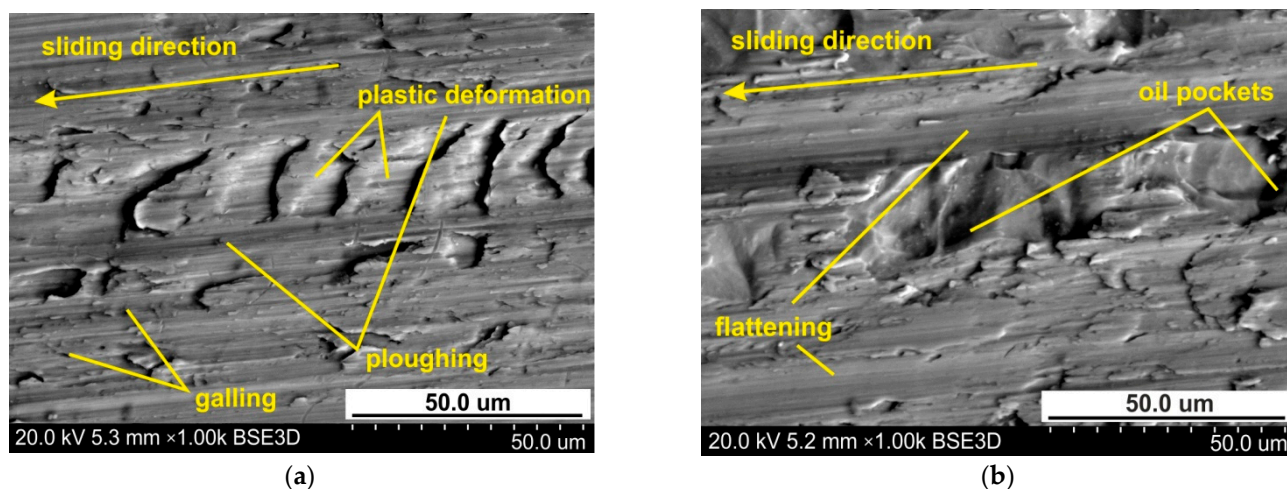 sliding direction
plastic deformation
ploughing
galling
50.0 um
20.0 kV 5.3 mm ×1.00k BSE3D
50.0 um
(a)
sliding direction
oil pockets
flattening
50.0 um
20.0 kV 5.2 mm ×1.00k BSE3D
50.0 um
(b)